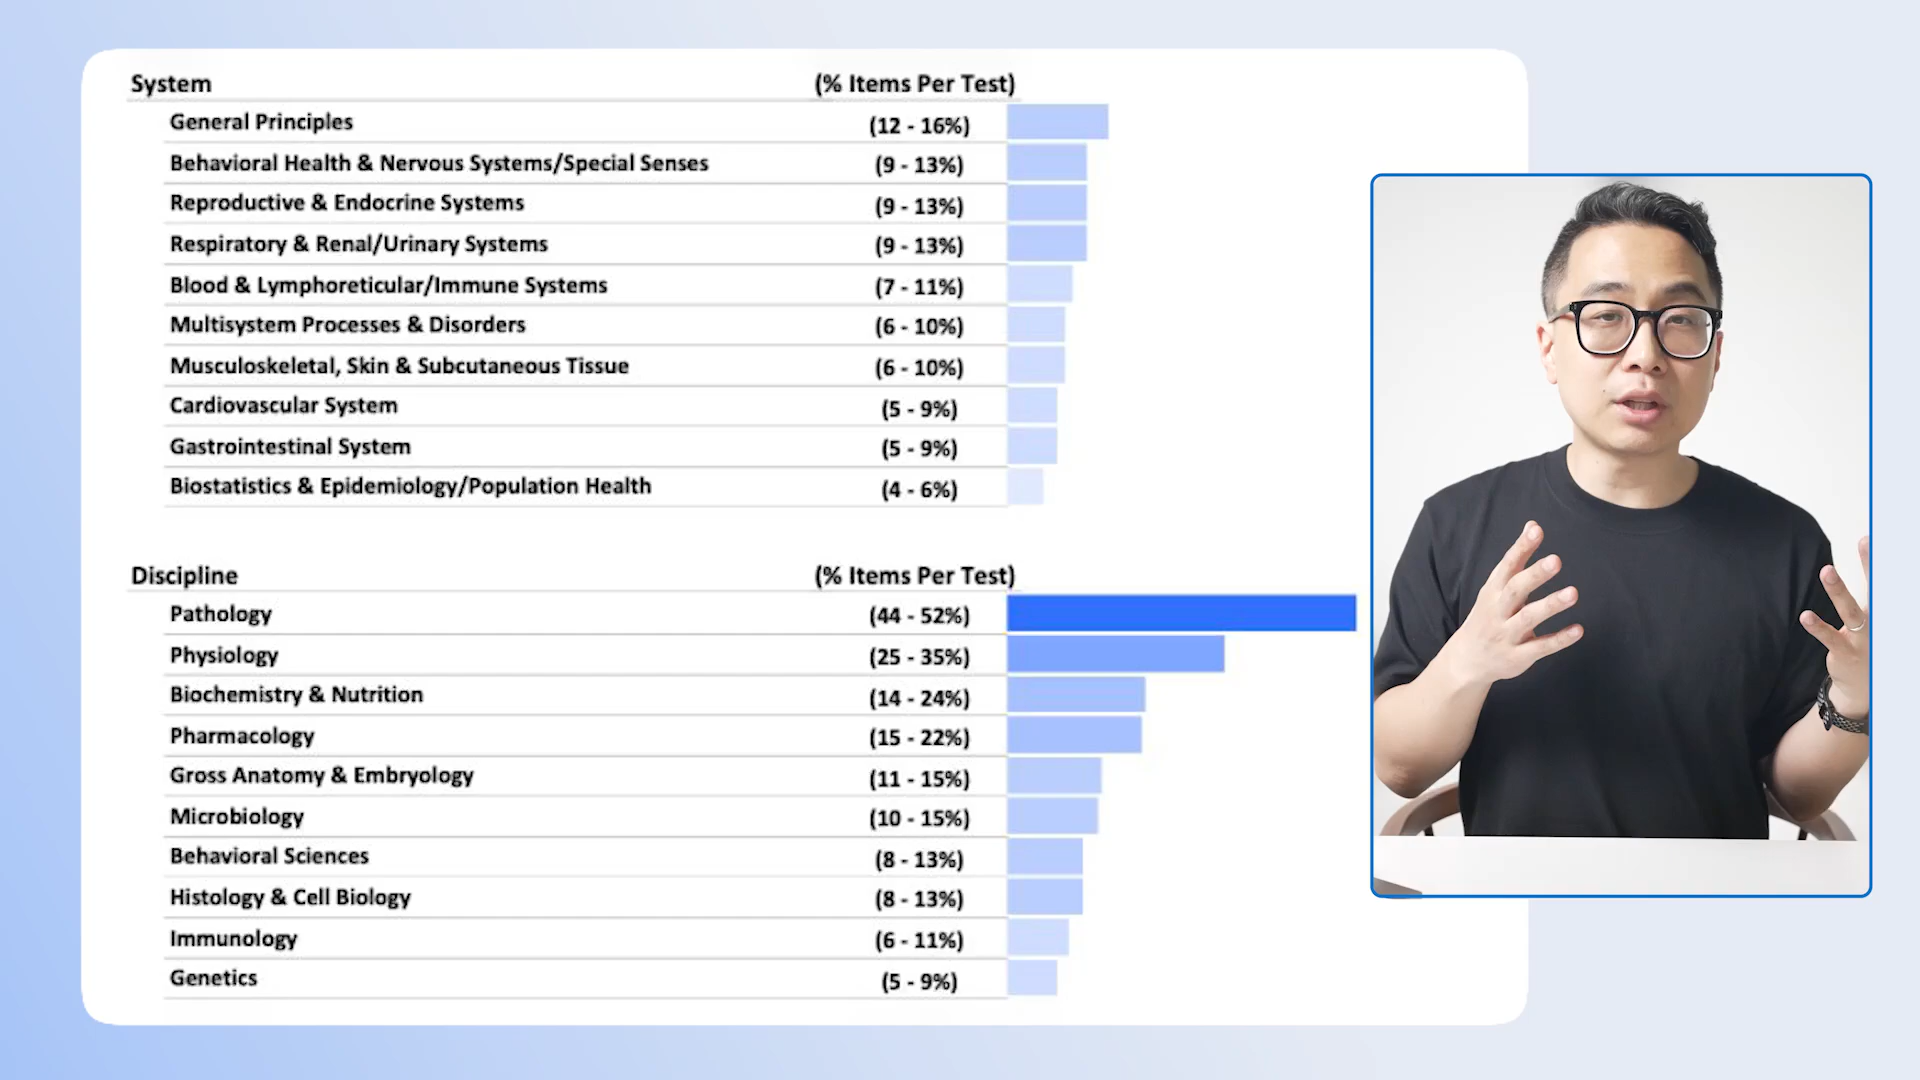 System (% Items Per Test)
General Principles (12 - 16%)
Behavioral Health & Nervous Systems/Special Senses (9 - 13%)
Reproductive & Endocrine Systems (9 - 13%)
Respiratory & Renal/Urinary Systems (9 - 13%)
Blood & Lymphoreticular/Immune Systems (7 - 11%)
Multisystem Processes & Disorders (6 - 10%)
Musculoskeletal, Skin & Subcutaneous Tissue (6 - 10%)
Cardiovascular System (5 - 9%)
Gastrointestinal System (5 - 9%)
Biostatistics & Epidemiology/Population Health (4 - 6%)
Discipline (% Items Per Test)
Pathology (44 - 52%)
Physiology (25 - 35%)
Biochemistry & Nutrition (14 - 24%)
Pharmacology (15 - 22%)
Gross Anatomy & Embryology (11 - 15%)
Microbiology (10 - 15%)
Behavioral Sciences (8 - 13%)
Histology & Cell Biology (8 - 13%)
Immunology (6 - 11%)
Genetics (5 - 9%)